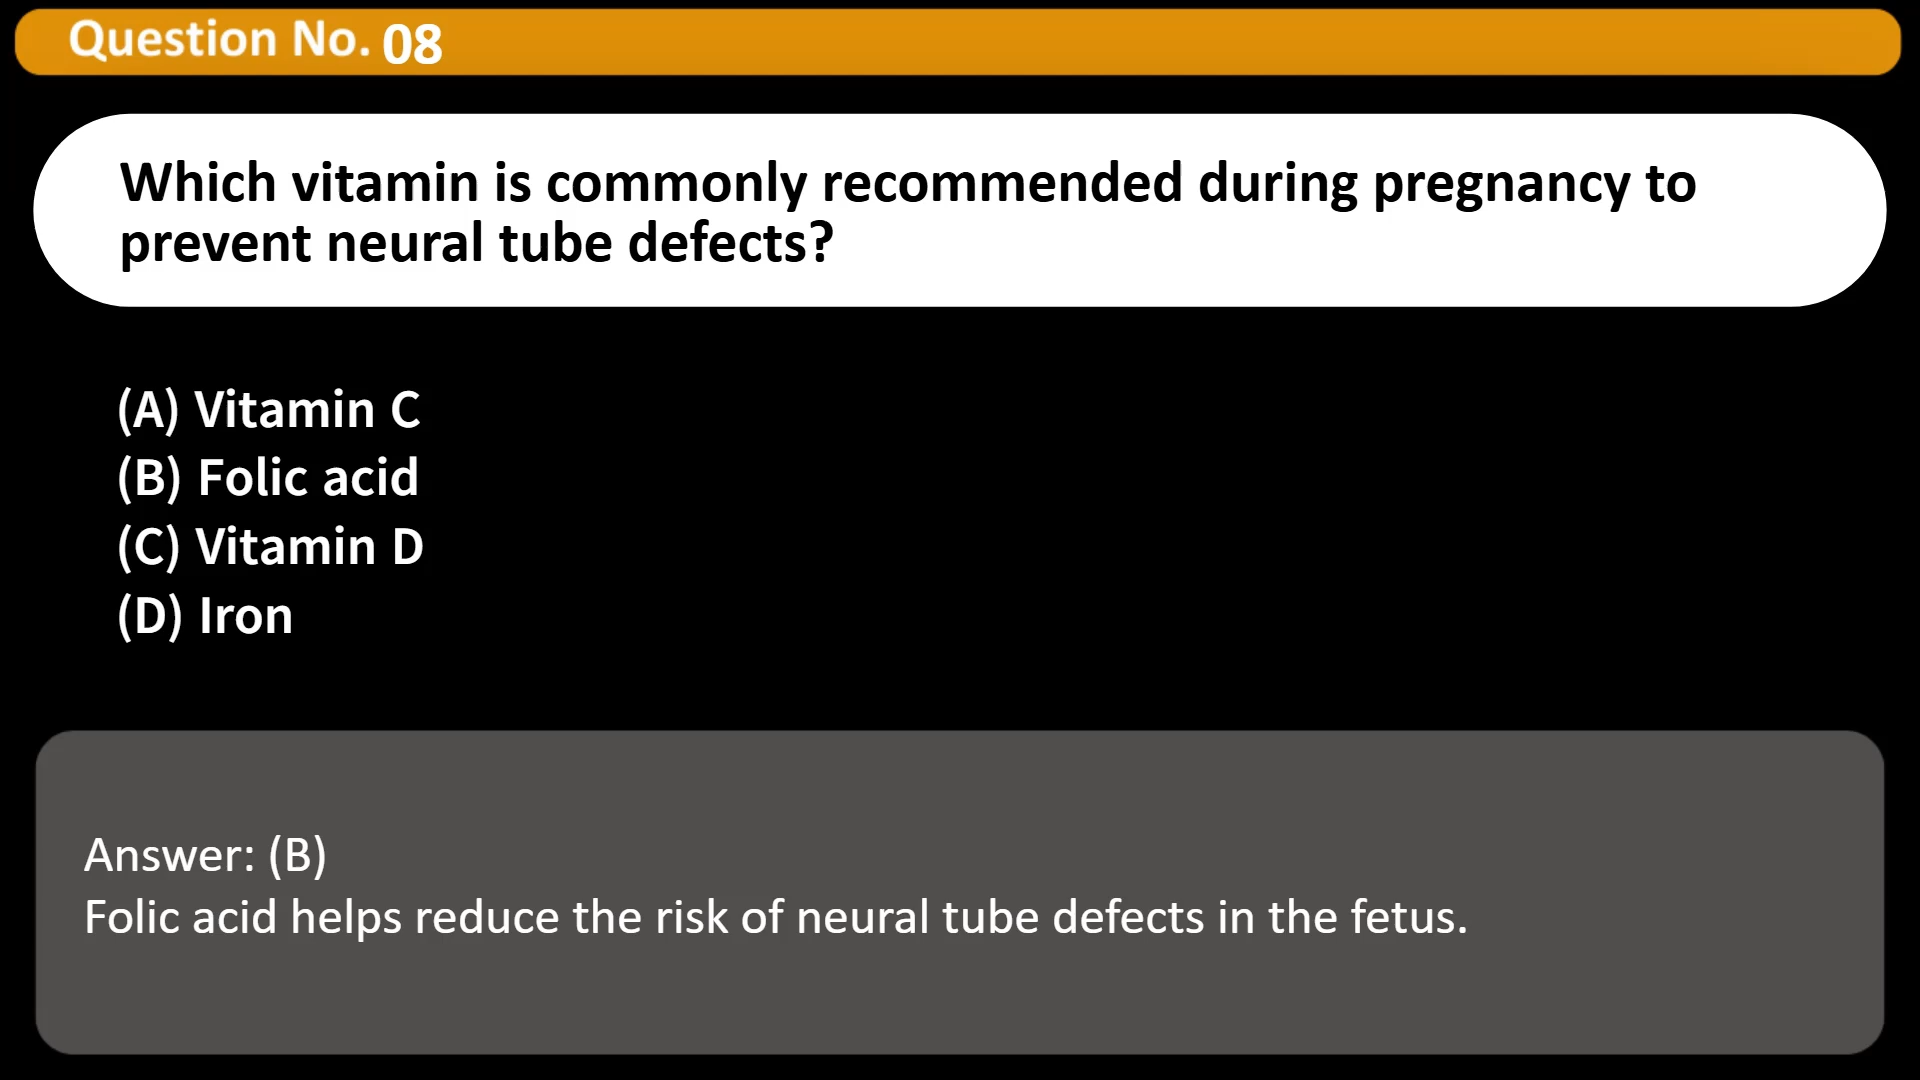 Question No. 08
Which vitamin is commonly recommended during pregnancy to
prevent neural tube defects?
(A) Vitamin C
(B) Folic acid
(C) Vitamin D
(D) Iron
Answer: (B)
Folic acid helps reduce the risk of neural tube defects in the fetus.